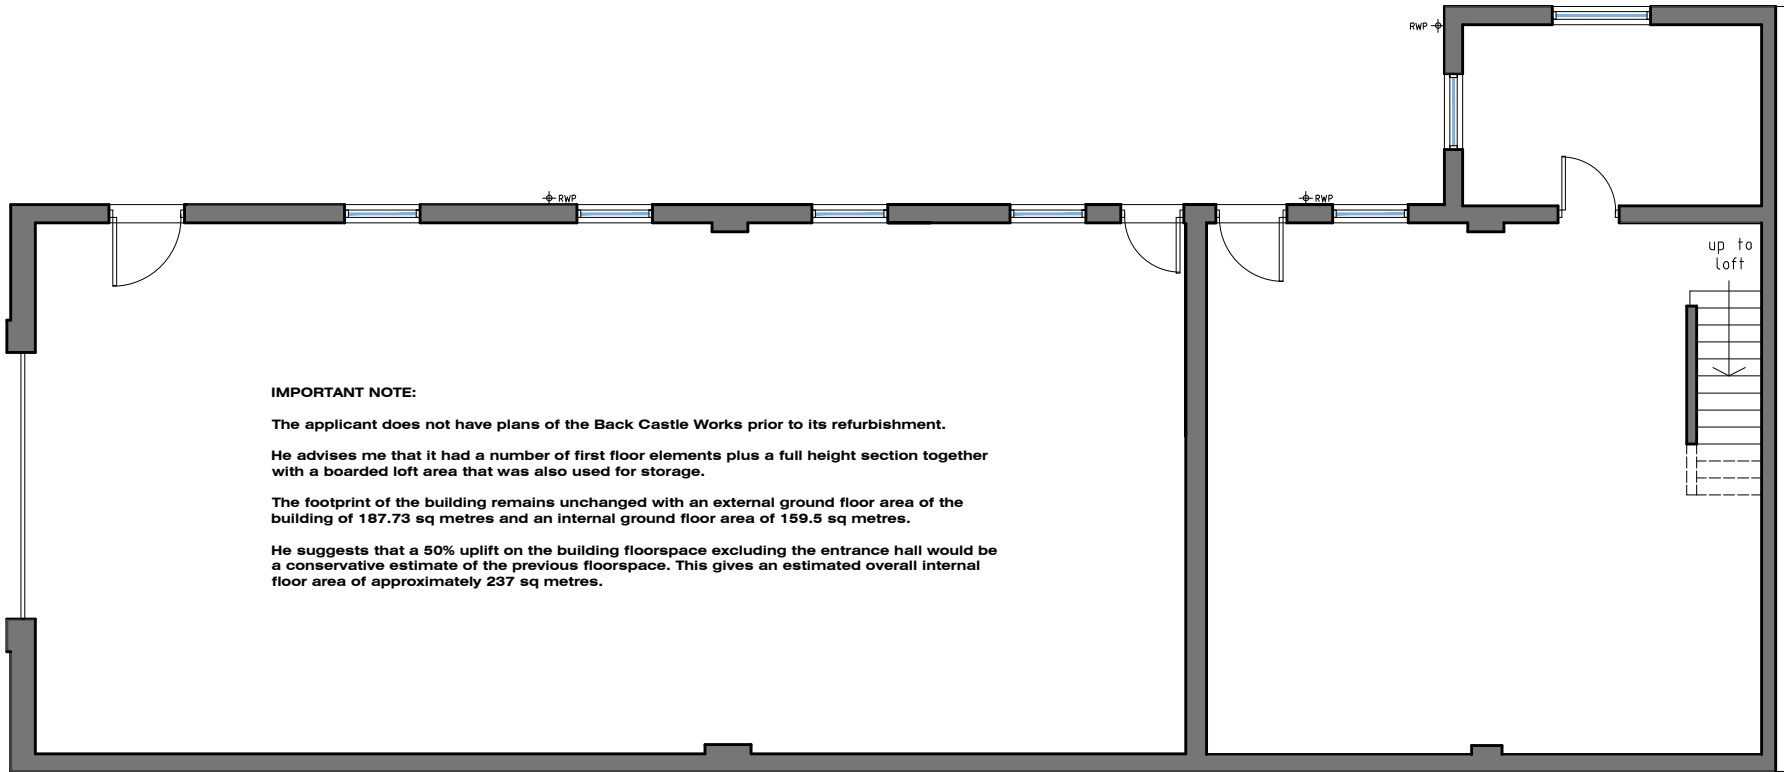 RWP
RWP
RWP
up to
loft
IMPORTANT NOTE:
The applicant does not have plans of the Back Castle Works prior to its refurbishment.
He advises me that it had a number of first floor elements plus a full height section together
with a boarded loft area that was also used for storage.
The footprint of the building remains unchanged with an external ground floor area of the
building of 187.73 sq metres and an internal ground floor area of 159.5 sq metres.
He suggests that a 50% uplift on the building floorspace excluding the entrance hall would be
a conservative estimate of the previous floorspace. This gives an estimated overall internal
floor area of approximately 237 sq metres.